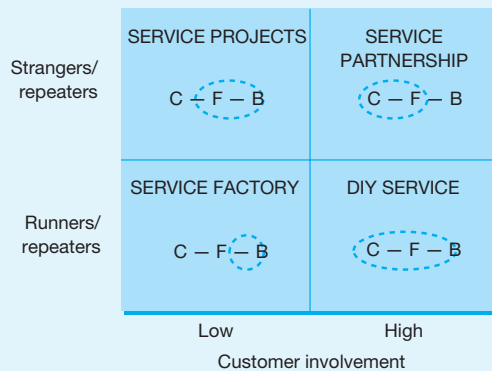 SERVICE PROJECTS
SERVICE
PARTNERSHIP
Strangers/
repeaters
C – F – B
C – F – B
SERVICE FACTORY
DIY SERVICE
Runners/
repeaters
C – F – B
C – F – B
Low
High
Customer involvement